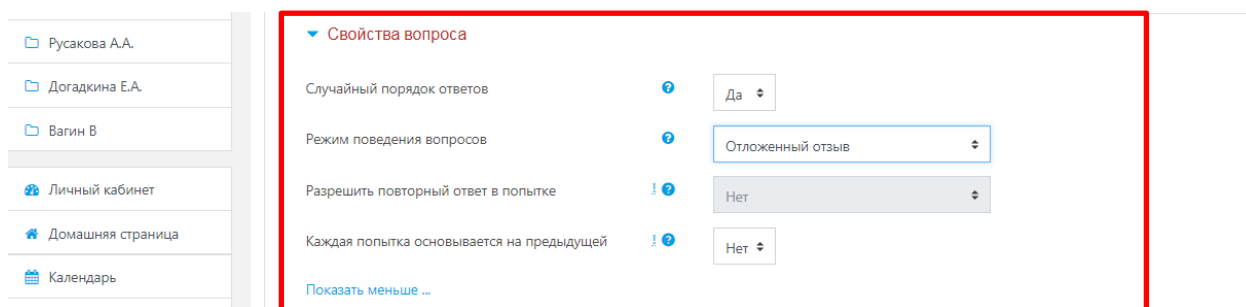 Русакова А.А.
Догадкина Е.А.
Вагин В
Личный кабинет
Домашняя страница
Календарь
Свойства вопроса
Случайный порядок ответов
Да
Режим поведения вопросов
Отложенный отзыв
Разрешить повторный ответ в попытке
!
Нет
Каждая попытка основывается на предыдущей
!
Нет
Показать меньше ...